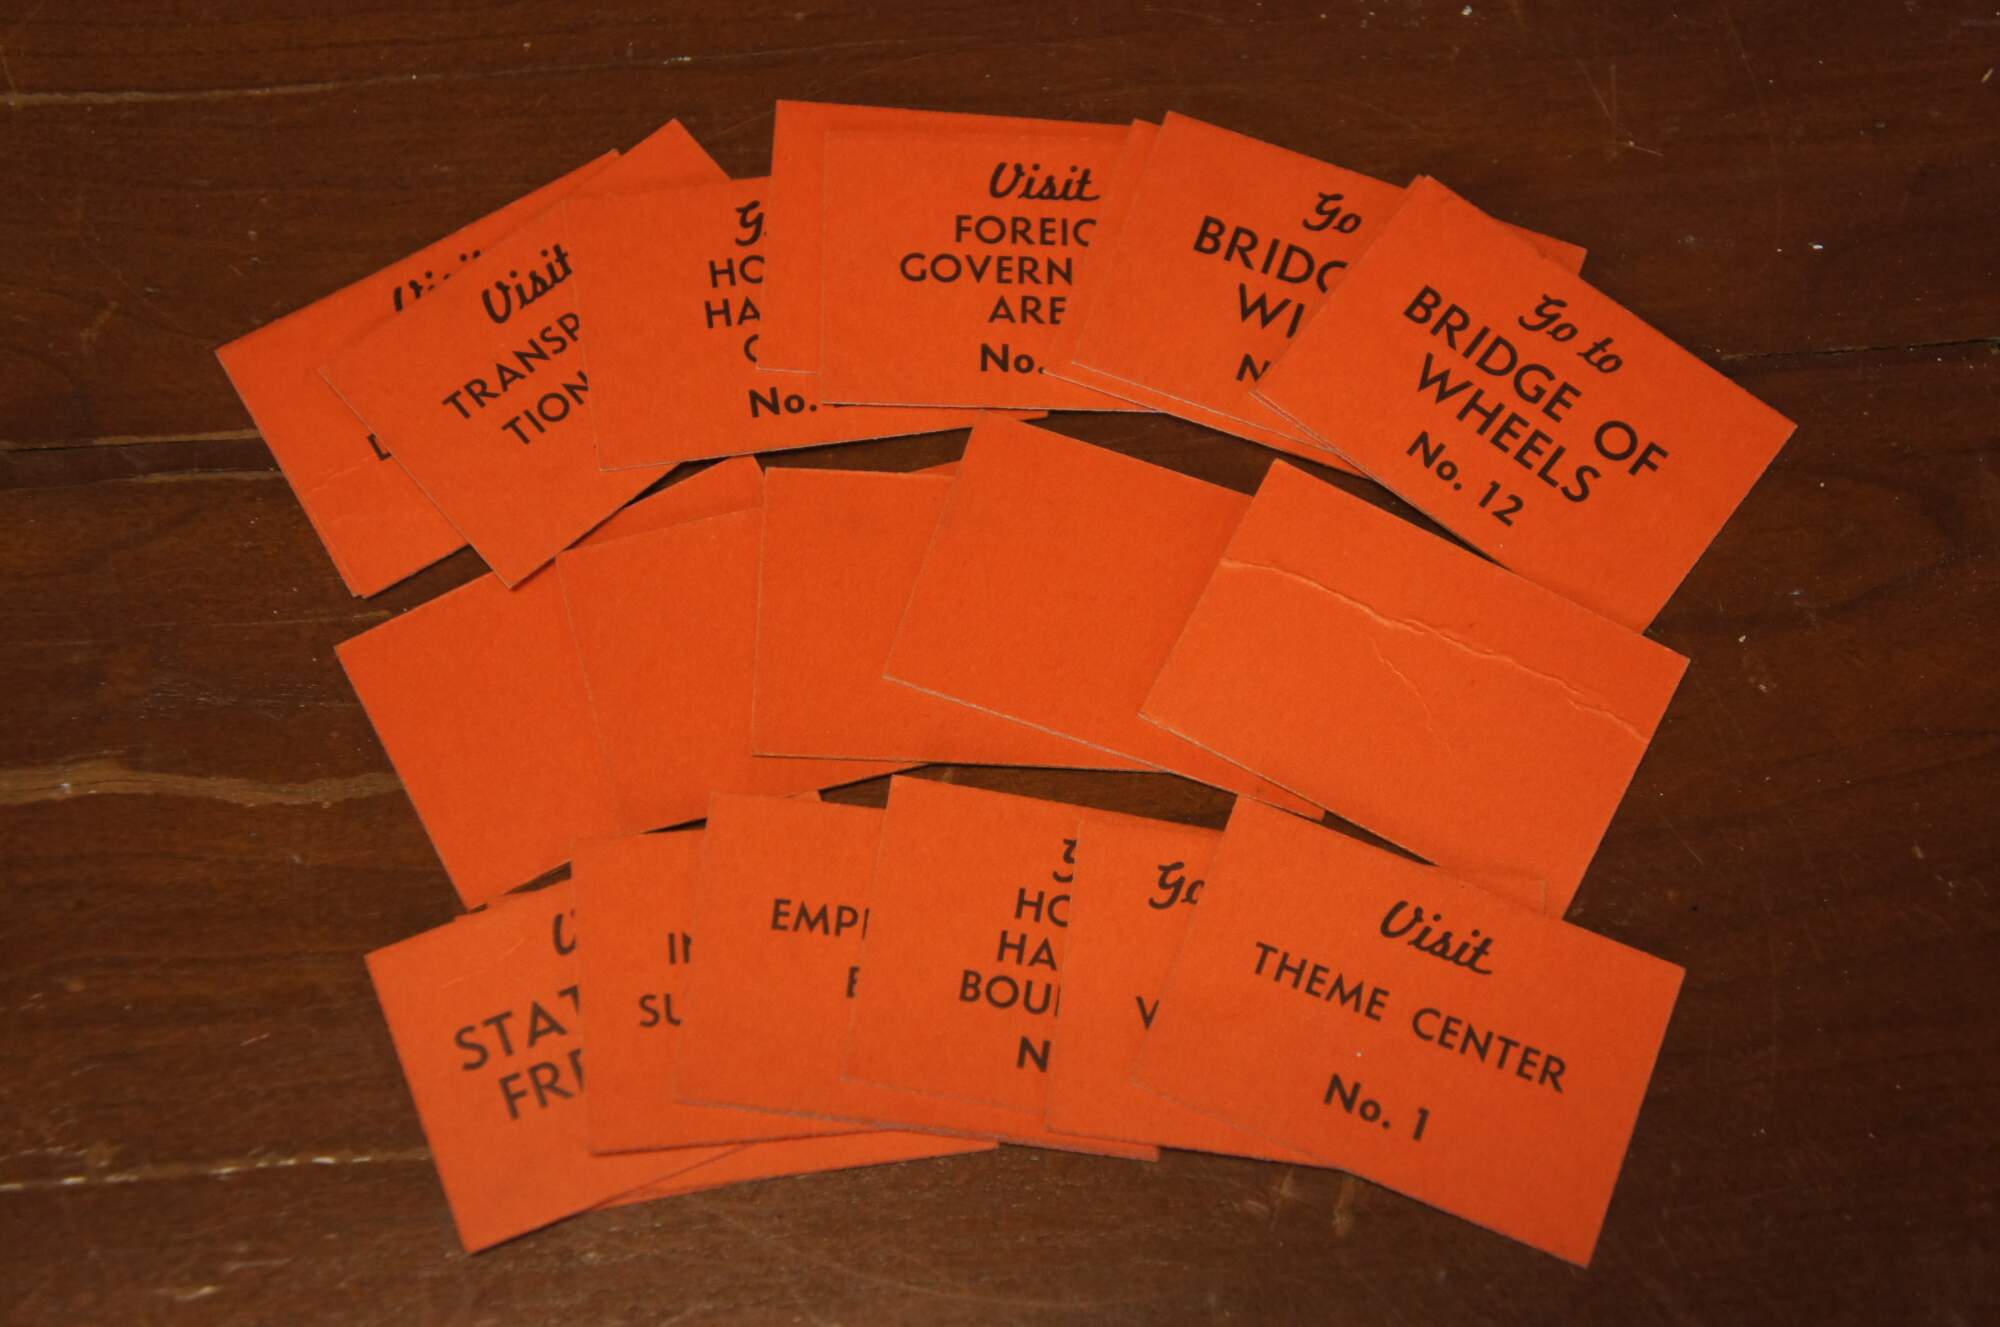 Visit
TRANSP
TION
HO
HA
No.
Visit
FOREIG
GOVERN
ARE
No.
Go
BRIDG
WI
N
Go to
BRIDGE OF
WHEELS
No. 12
STAT
FRE
SU
EMP
HO
HA
BOU
N
Go
V
Visit
THEME CENTER
No. 1